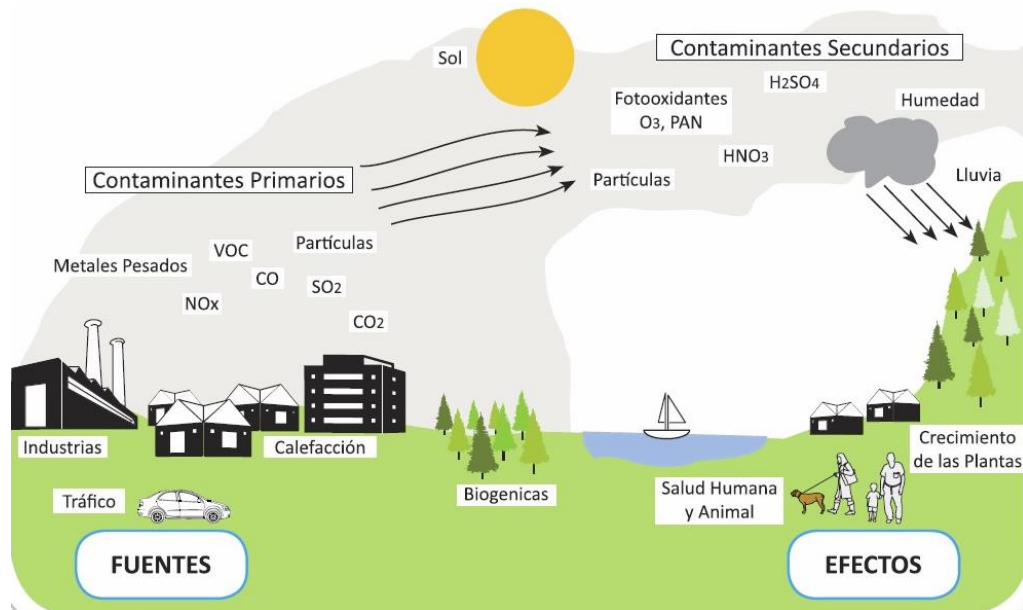 Sol
Contaminantes Secundarios
H2SO4
Fotooxidantes
O3, PAN
Humedad
HNO3
Contaminantes Primarios
Partículas
Lluvia
Partículas
VOC
Metales Pesados
CO
SO2
NOx
CO2
Industrias
Calefacción
Crecimiento
de las Plantas
Tráfico
Biogenicas
Salud Humana
y Animal
FUENTES
EFECTOS